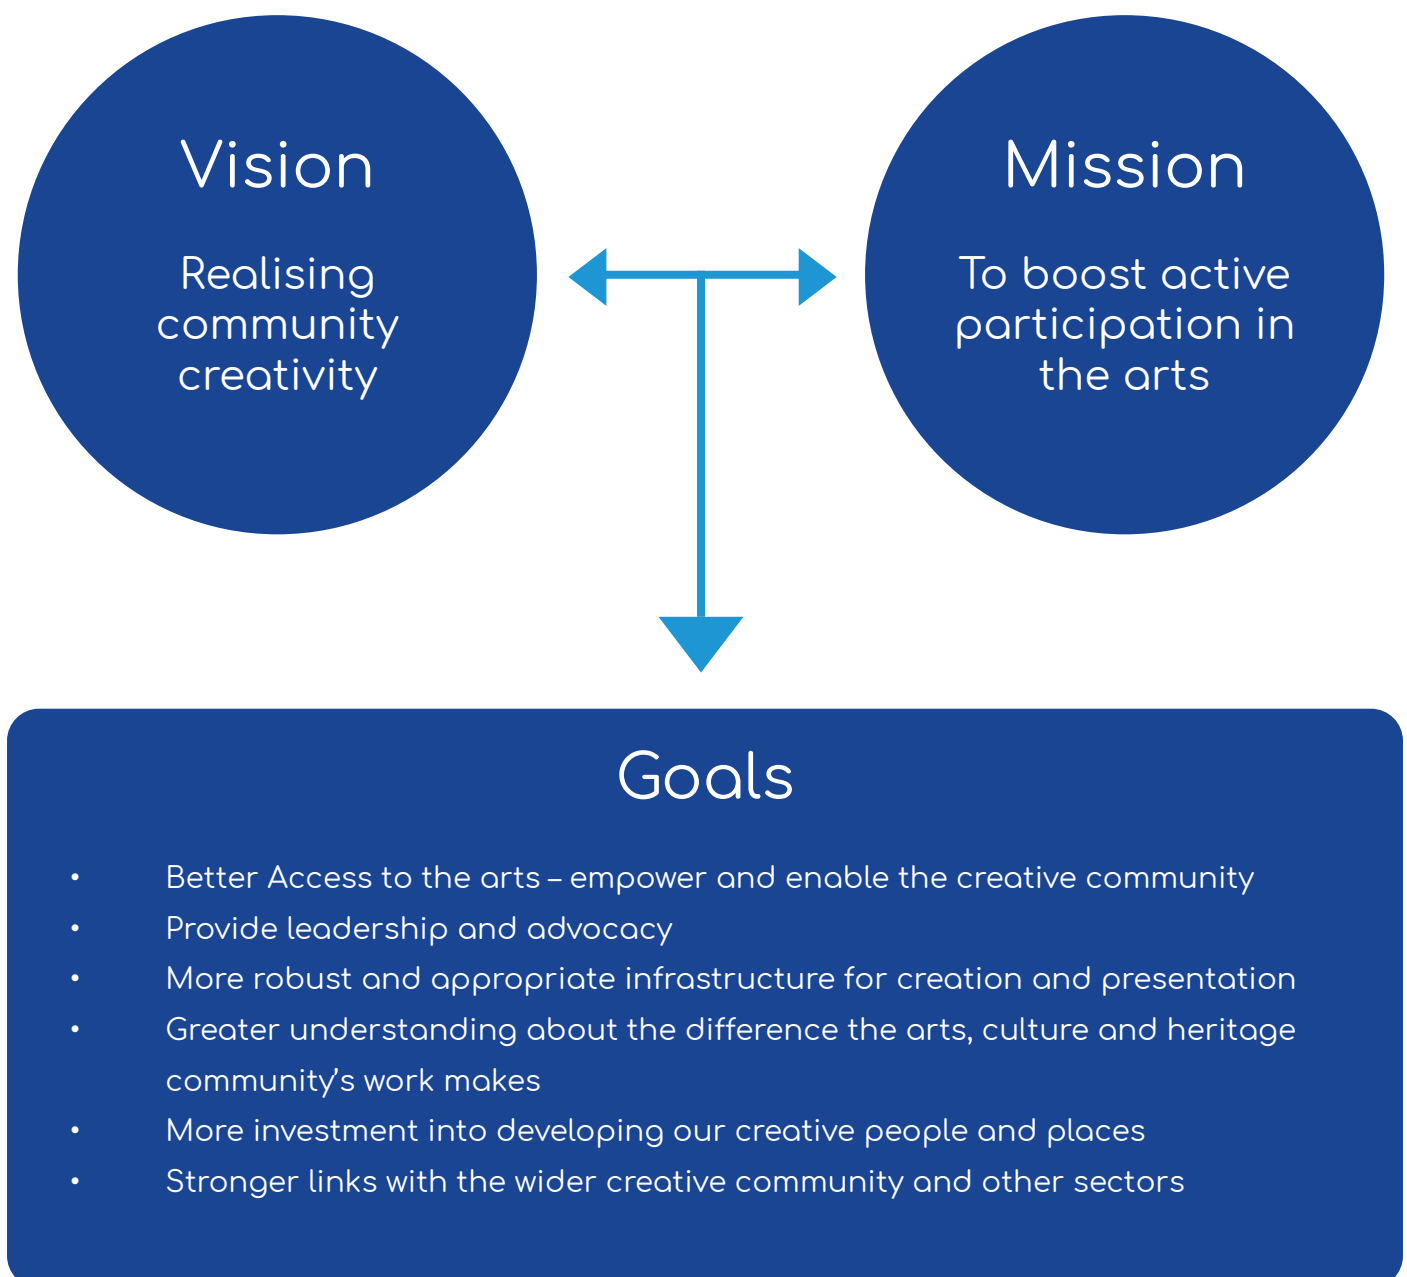 Vision
Realising
community
creativity
Mission
To boost active
participation in
the arts
Goals
• Better Access to the arts – empower and enable the creative community
• Provide leadership and advocacy
• More robust and appropriate infrastructure for creation and presentation
• Greater understanding about the difference the arts, culture and heritage
community’s work makes
• More investment into developing our creative people and places
• Stronger links with the wider creative community and other sectors